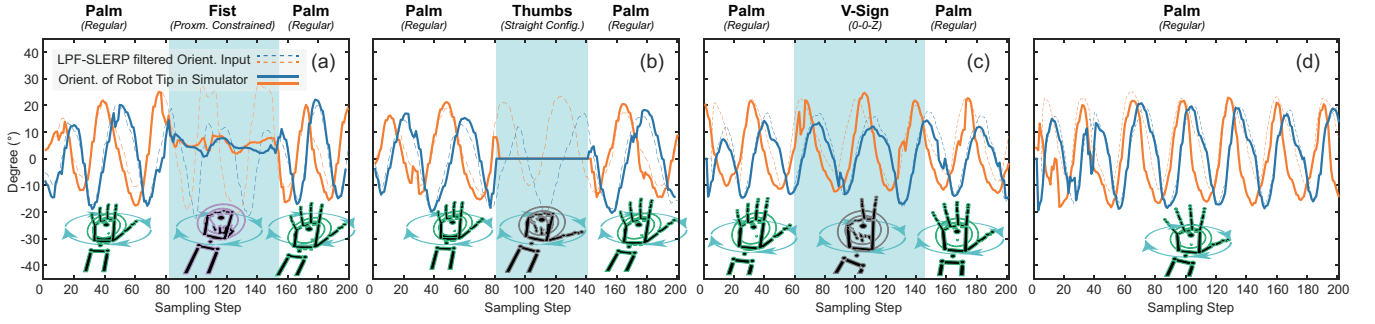 Palm Fist Palm
(Regular) (Proxm. Constrained) (Regular)
Palm Thumbs Palm
(Regular) (Straight Config.) (Regular)
Palm V-Sign Palm
(Regular) (0-0-Z) (Regular)
Palm
(Regular)
LPF-SLERP filtered Orient. Input
Orient. of Robot Tip in Simulator
(a)
(b)
(c)
(d)
Degree (°)
40
30
20
10
0
-10
-20
-30
-40
0 20 40 60 80 100 120 140 160 180 200
Sampling Step
0 20 40 60 80 100 120 140 160 180 200
Sampling Step
0 20 40 60 80 100 120 140 160 180 200
Sampling Step
0 20 40 60 80 100 120 140 160 180 200
Sampling Step